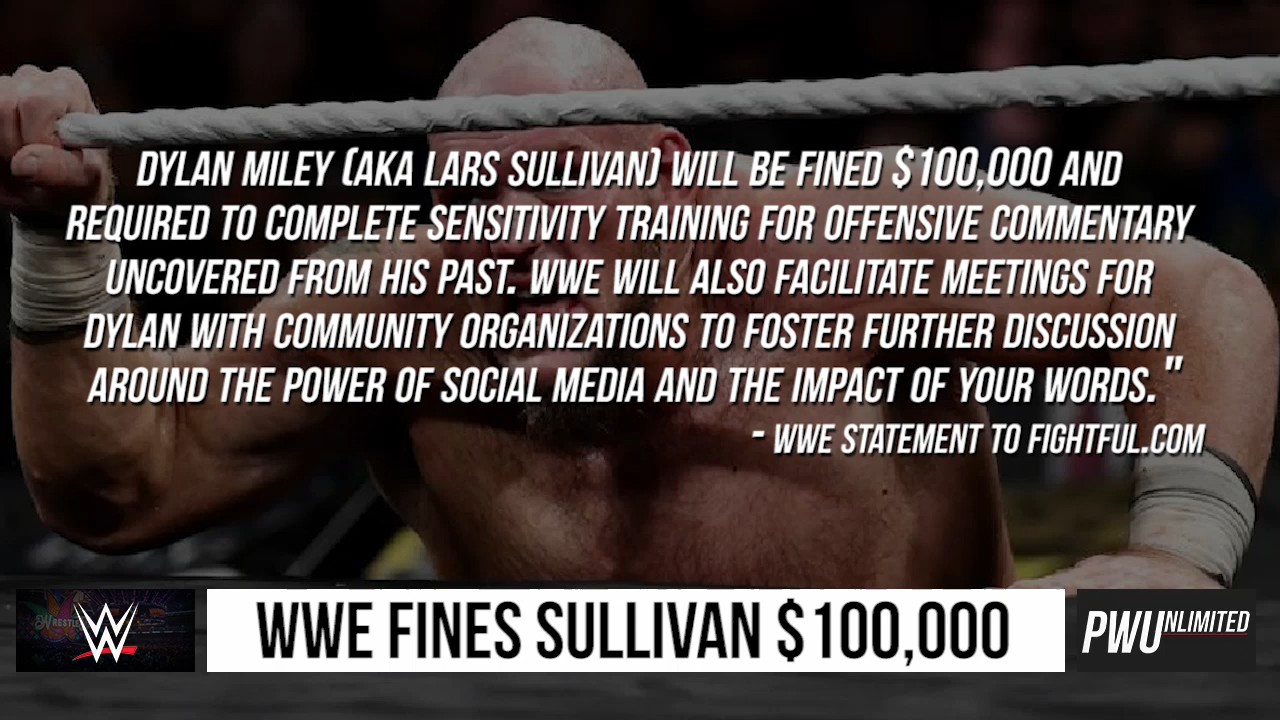 DYLAN MILEY (AKA LARS SULLIVAN) WILL BE FINED $100,000 AND
REQUIRED TO COMPLETE SENSITIVITY TRAINING FOR OFFENSIVE COMMENTARY
UNCOVERED FROM HIS PAST. WWE WILL ALSO FACILITATE MEETINGS FOR
DYLAN WITH COMMUNITY ORGANIZATIONS TO FOSTER FURTHER DISCUSSION
AROUND THE POWER OF SOCIAL MEDIA AND THE IMPACT OF YOUR WORDS."
- WWE STATEMENT TO FIGHTFUL.COM
W
WWE FINES SULLIVAN $100,000
PWUNLIMITED